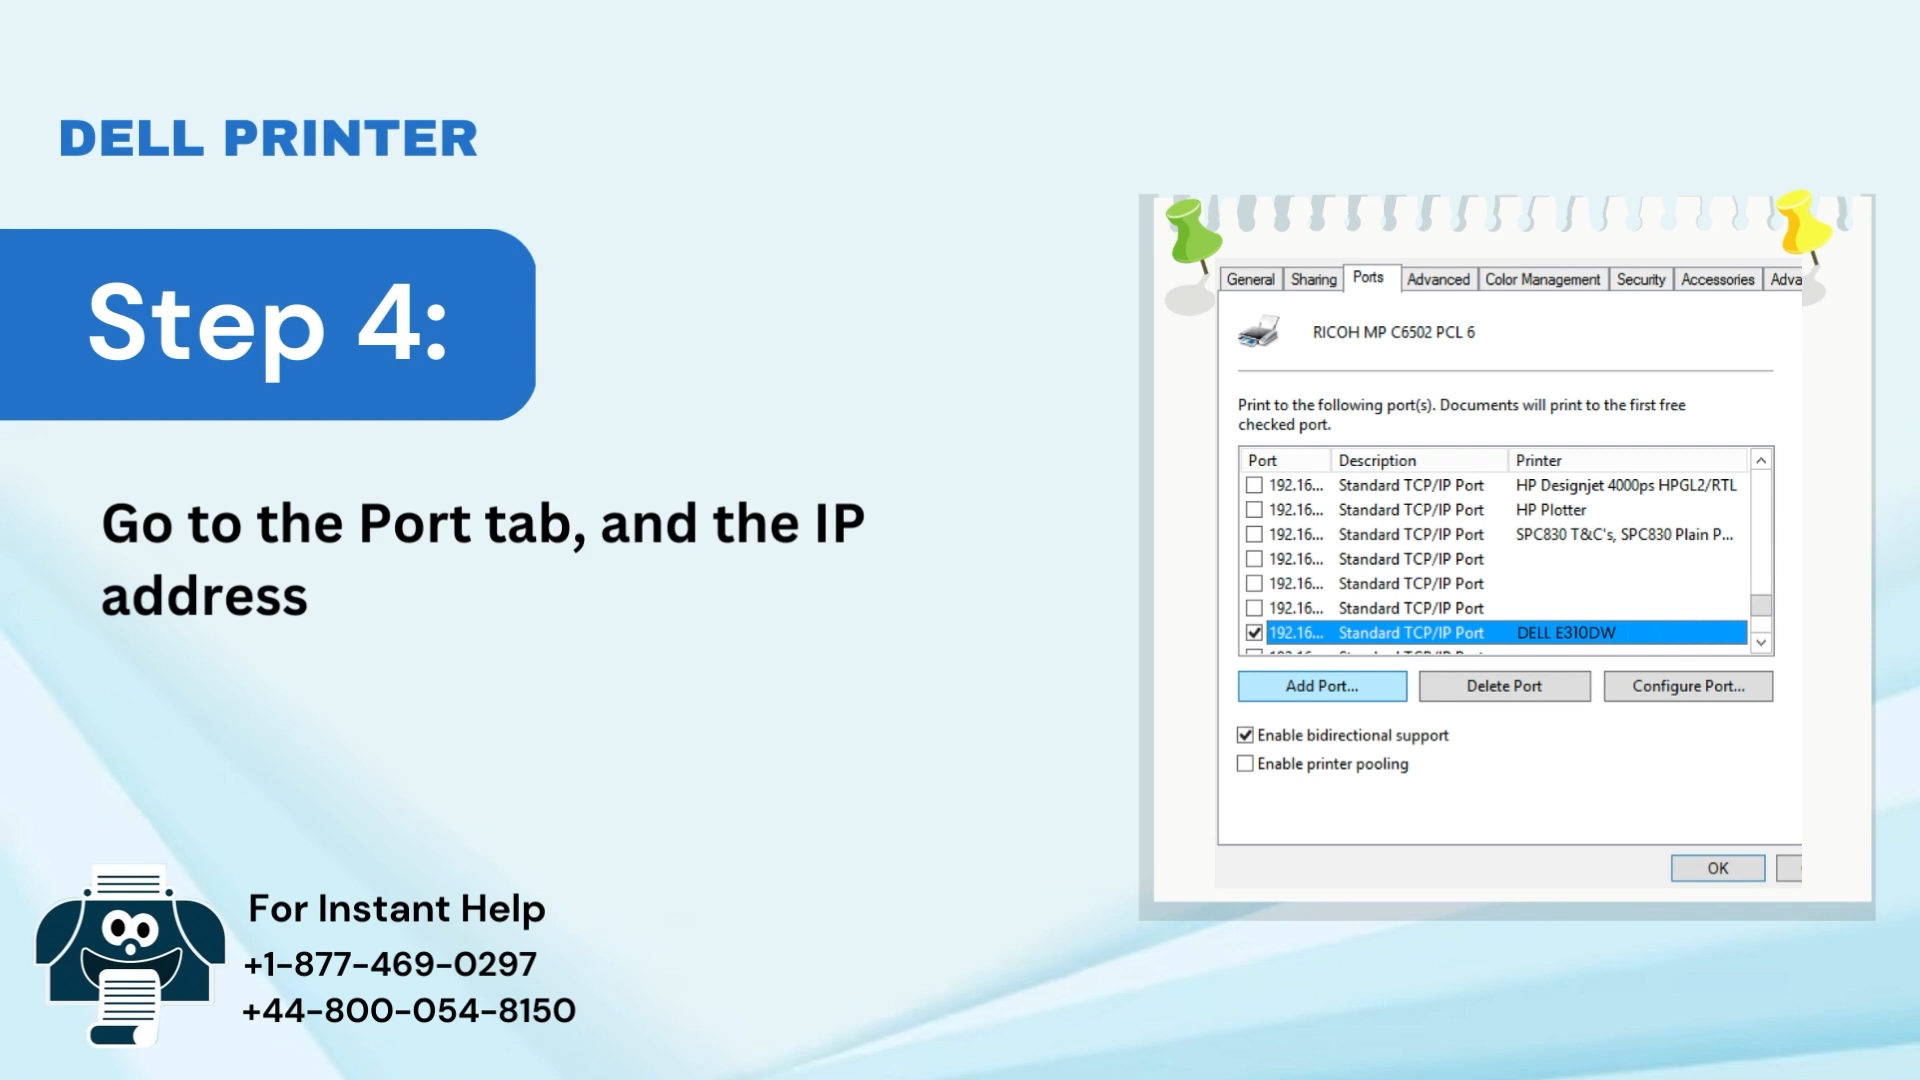 DELL PRINTER
Step 4:
Go to the Port tab, and the IP
address
For Instant Help
+1-877-469-0297
+44-800-054-8150
General Sharing Ports Advanced Color Management Security Accessories Adva
RICOH MP C6502 PCL 6
Print to the following port(s). Documents will print to the first free
checked port.
Port Description Printer
192.16... Standard TCP/IP Port HP Designjet 4000ps HPGL2/RTL
192.16... Standard TCP/IP Port HP Plotter
192.16... Standard TCP/IP Port SPC830 T&C's, SPC830 Plain P...
192.16... Standard TCP/IP Port
192.16... Standard TCP/IP Port
192.16... Standard TCP/IP Port
192.16... Standard TCP/IP Port DELL E310DW
Add Port... Delete Port Configure Port...
Enable bidirectional support
Enable printer pooling
OK